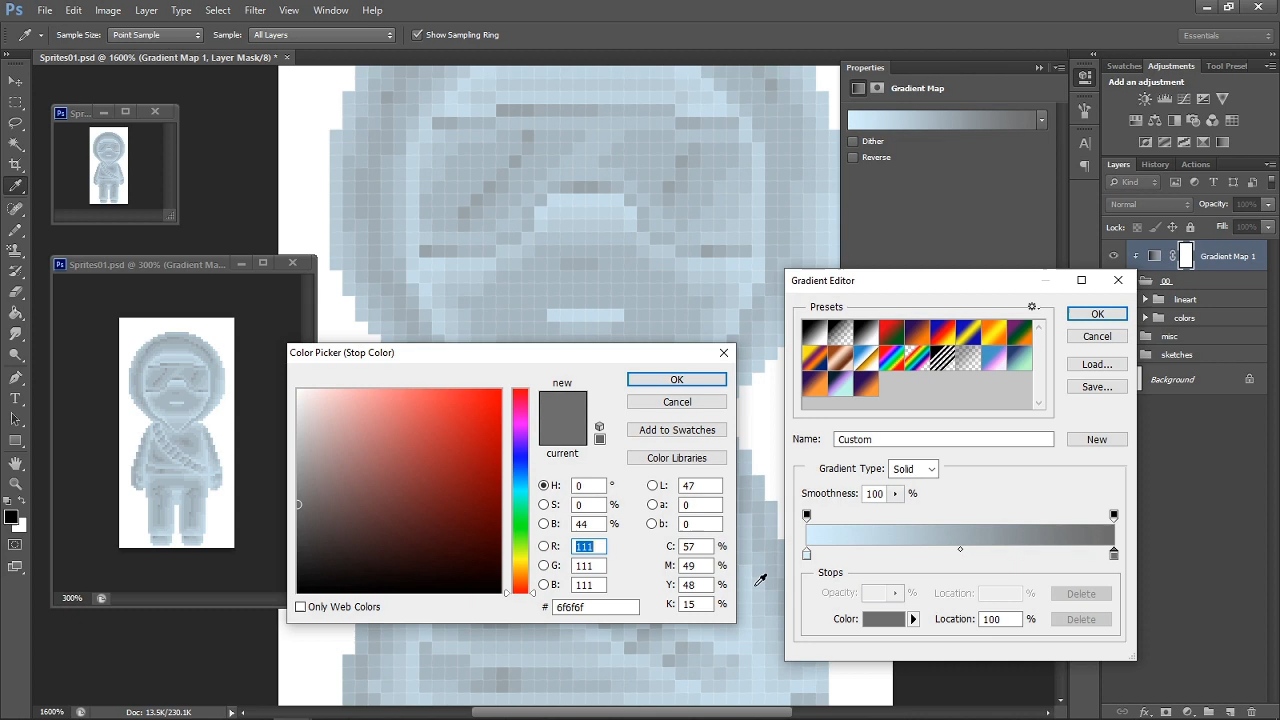 Ps File Edit Image Layer Type Select Filter View Window Help
Sample Size: Point Sample Sample: All Layers Show Sampling Ring Essentials
Sprites01.psd @ 1600% (Gradient Map 1, Layer Mask/8) *
Properties Swatches Adjustments Tool Preset
Gradient Map Add an adjustment
Ps Spr...
Dither
Reverse
Layers History Actions
Kind
Normal Opacity: 100%
Lock: Fill: 100%
Ps Sprites01.psd @ 300% (Gradient Ma...
Gradient Map 1
00
lineart
colors
misc
sketches
Background
Gradient Editor
Presets
OK
Cancel
Load...
Save...
Name: Custom New
Gradient Type: Solid
Smoothness: 100 %
Stops
Opacity: % Location: % Delete
Color: Location: 100 % Delete
Color Picker (Stop Color)
new
current
OK
Cancel
Add to Swatches
Color Libraries
H: 0 ° L: 47
S: 0 % a: 0
B: 44 % b: 0
R: 111 C: 57 %
G: 111 M: 49 %
B: 111 Y: 48 %
# 6f6f6f K: 15 %
Only Web Colors
300%
1600% Doc: 13.5K/230.1K